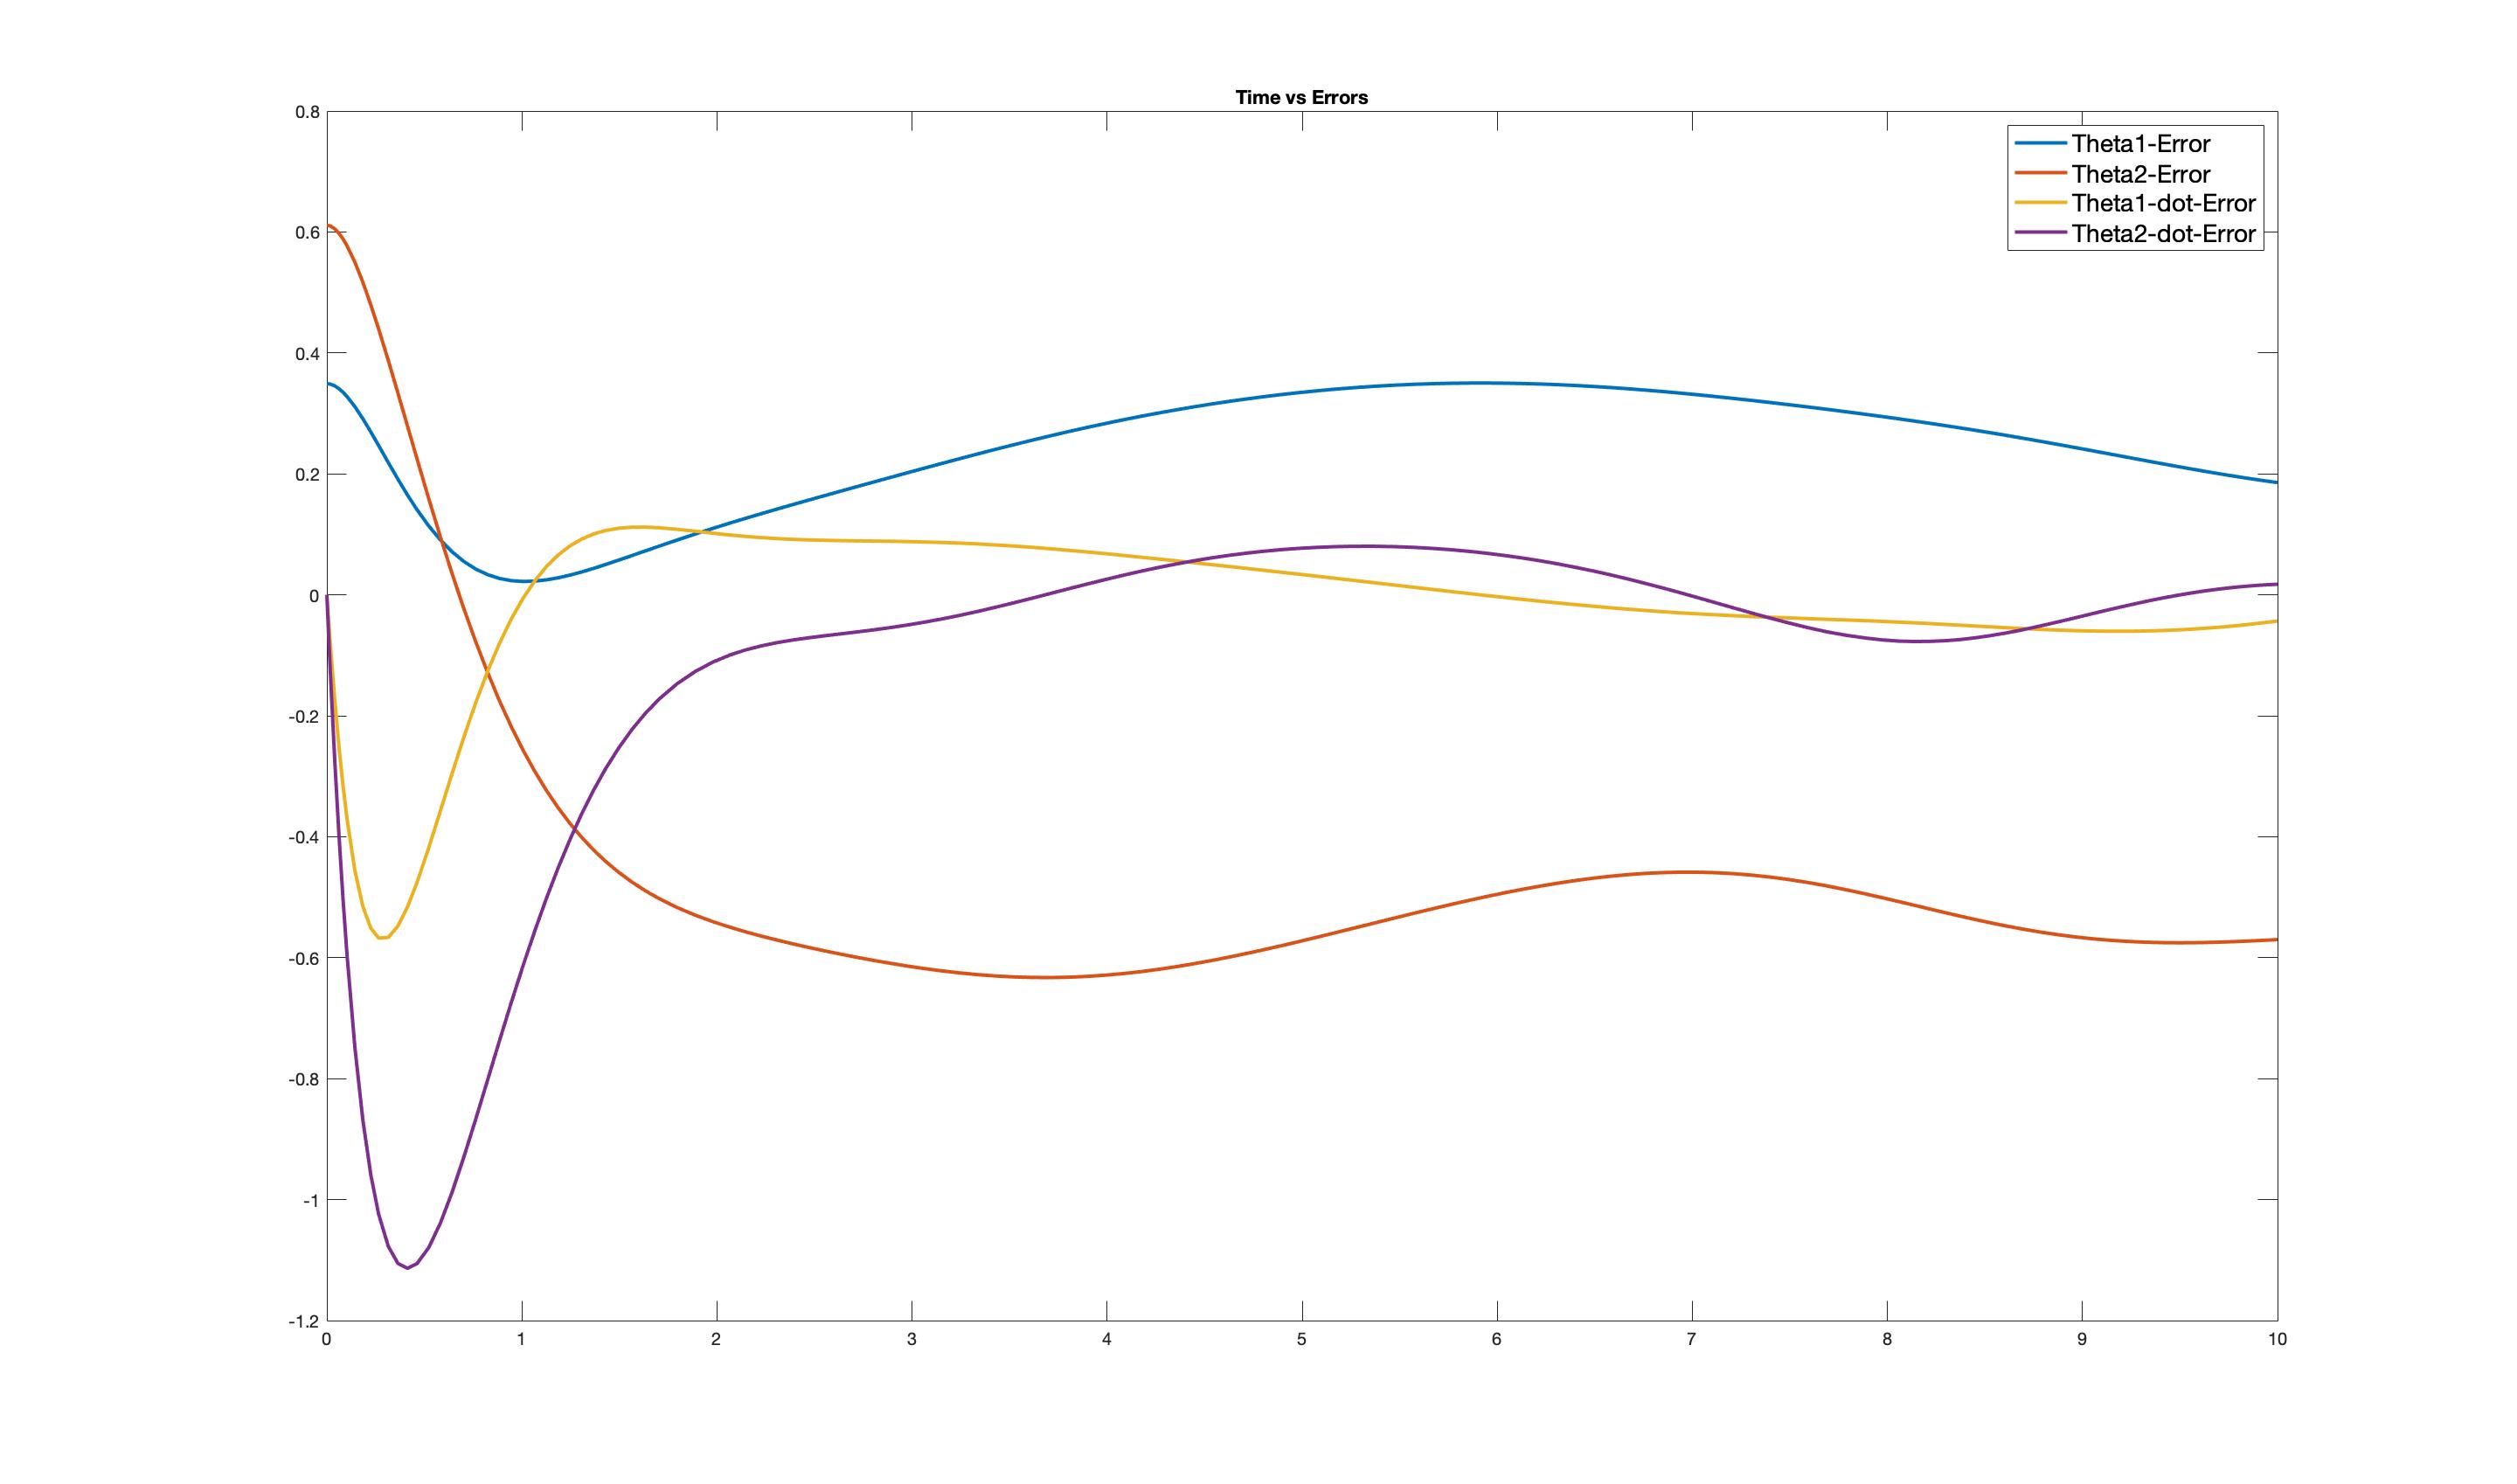 Time vs Errors
0.8
0.6
0.4
0.2
0
-0.2
-0.4
-0.6
-0.8
-1
-1.2
Theta1-Error
Theta2-Error
Theta1-dot-Error
Theta2-dot-Error
0 1 2 3 4 5 6 7 8 9 10